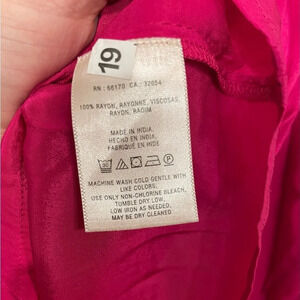 19
RN : 66170 CA : 32054
100% RAYON, RAYONNE, VISCOSAS,
RAYON,
MADE IN INDIA,
HECHO EN INDIA,
FABRIQUÉ EN INDE
MACHINE WASH COLD GENTLE WITH
LIKE COLORS,
USE ONLY NON-CHLORINE BLEACH,
TUMBLE DRY LOW,
LOW IRON AS NEEDED,
MAY BE DRY CLEANED